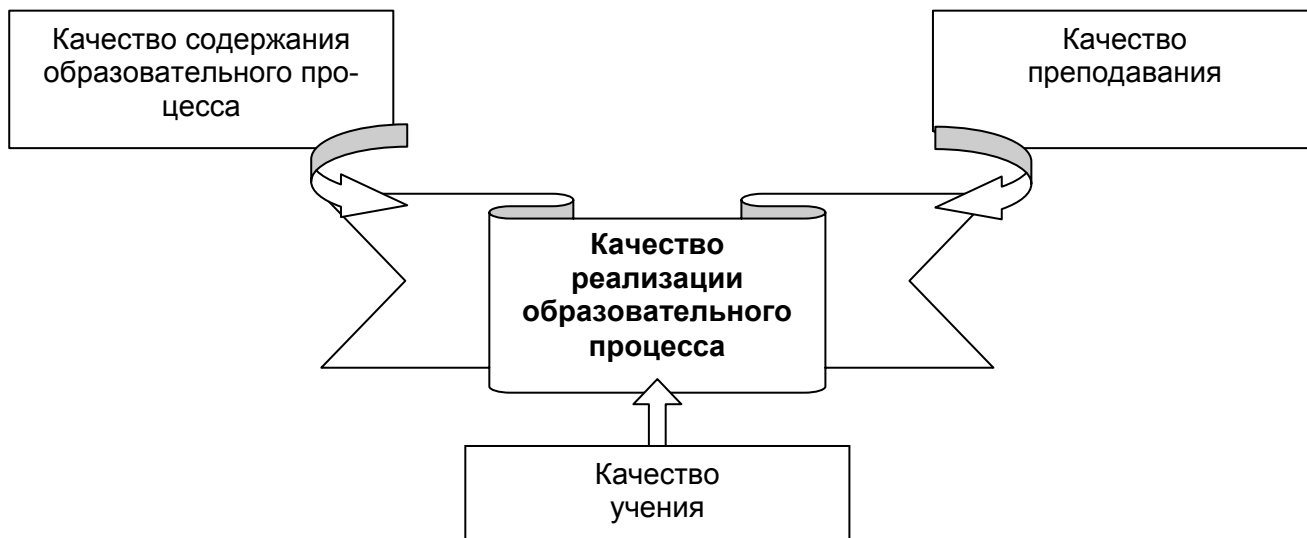 Качество содержания
образовательного про-
цесса
Качество
преподавания
Качество
реализации
образовательного
процесса
Качество
учения